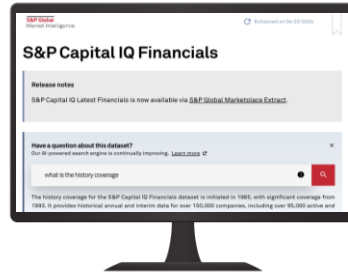 S&P Global
Market Intelligence
Enhanced on 04/23/2024
S&P Capital IQ Financials
Release notes
S&P Capital IQ Latest Financials is now available via S&P Global Marketplace Extract.
Have a question about this dataset?
Our AI-powered search engine is continually improving. Learn more
what is the history coverage
The history coverage for the S&P Capital IQ Financials dataset is initiated in 1985, with significant coverage from
1993. It provides historical annual and interim data for over 150,000 companies, including over 95,000 active and